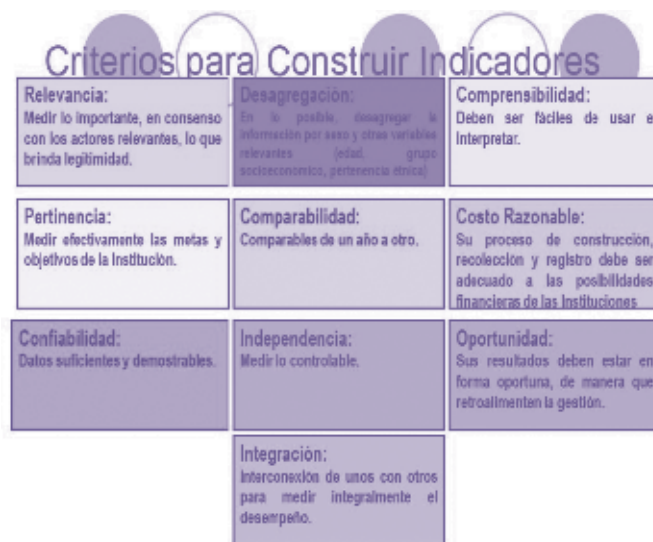 Criterios para Construir Indicadores
Relevancia:
Medir lo importante, en consenso
con los actores relevantes, lo que
brinda legitimidad.
Desagregación:
En lo posible, desagregar la
información por sexo y otras variables
relevantes (edad, grupo
socioeconomico, pertenencia étnica)
Comprensibilidad:
Deben ser fáciles de usar e
Interpretar.
Pertinencia:
Medir efectivamente las metas y
objetivos de la Institución.
Comparabilidad:
Comparables de un año a otro.
Costo Razonable:
Su proceso de construcción,
recolección y registro debe ser
adecuado a las posibilidades
financieras de las Instituciones
Confiabilidad:
Datos suficientes y demostrables.
Independencia:
Medir lo controlable.
Oportunidad:
Sus resultados deben estar en
forma oportuna, de manera que
retroalimenten la gestión.
Integración:
Interconexión de unos con otros
para medir integralmente el
desempeño.